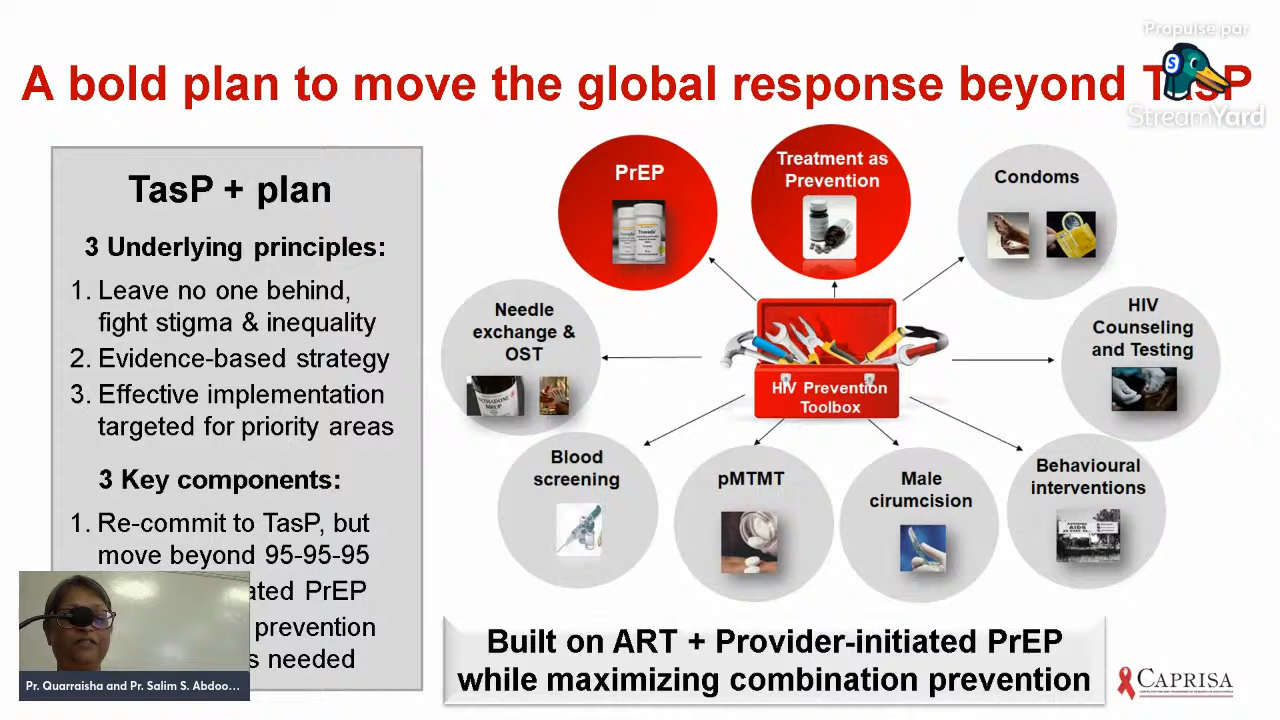 Propulse par
StreamYard
A bold plan to move the global response beyond TasP
TasP + plan
3 Underlying principles:
1. Leave no one behind,
fight stigma & inequality
2. Evidence-based strategy
3. Effective implementation
targeted for priority areas
3 Key components:
1. Re-commit to TasP, but
move beyond 95-95-95
ated PrEP
prevention
s needed
Pr. Quarraisha and Pr. Salim S. Abdoo...
PrEP
Treatment as
Prevention
Condoms
Needle
exchange &
OST
HIV
Counseling
and Testing
HIV Prevention
Toolbox
Blood
screening
pMTMT
Male
cirumcision
Behavioural
interventions
Built on ART + Provider-initiated PrEP
while maximizing combination prevention
CAPRISA